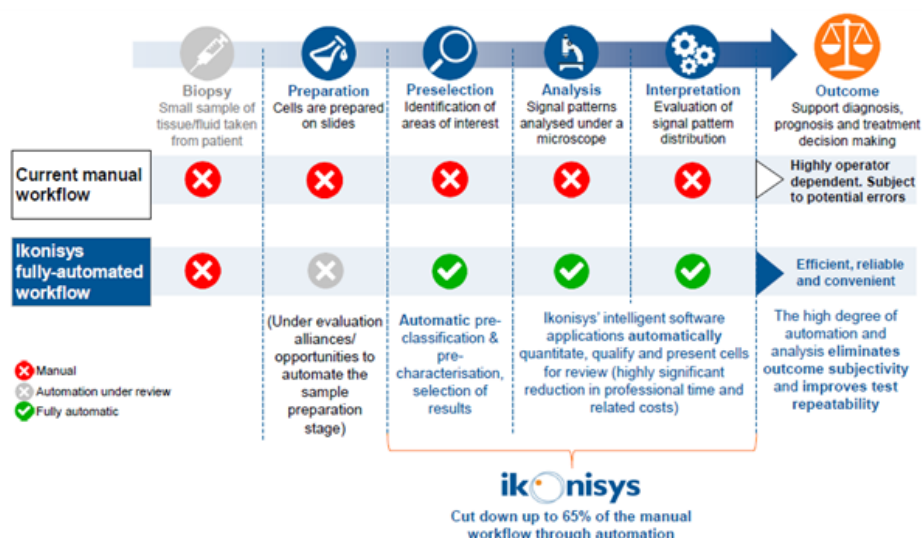 Biopsy
Small sample of
tissue/fluid taken
from patient
Preparation
Cells are prepared
on slides
Preselection
Identification of
areas of interest
Analysis
Signal patterns
analysed under a
microscope
Interpretation
Evaluation of
signal pattern
distribution
Outcome
Support diagnosis,
prognosis and treatment
decision making
Current manual
workflow
Highly operator
dependent. Subject
to potential errors
Ikonisys
fully-automated
workflow
Efficient, reliable
and convenient
(Under evaluation
alliances/
opportunities to
automate the
sample
preparation
stage)
Automatic pre-
classification &
pre-
characterisation,
selection of
results
Ikonisys' intelligent software
applications automatically
quantitate, qualify and present cells
for review (highly significant
reduction in professional time and
related costs)
The high degree of
automation and
analysis eliminates
outcome subjectivity
and improves test
repeatability
Manual
Automation under review
Fully automatic
ikonisys
Cut down up to 65% of the manual
workflow through automation